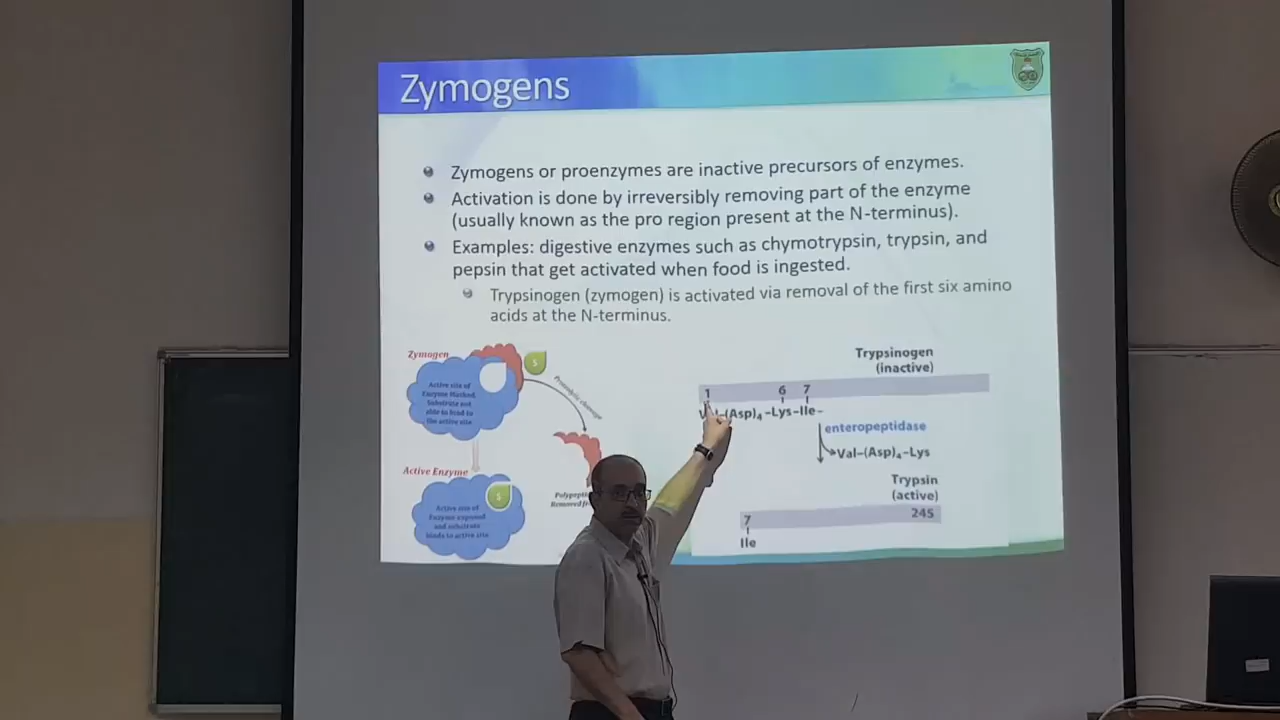 Zymogens
Zymogens or proenzymes are inactive precursors of enzymes.
Activation is done by irreversibly removing part of the enzyme
(usually known as the pro region present at the N-terminus).
Examples: digestive enzymes such as chymotrypsin, trypsin, and
pepsin that get activated when food is ingested.
Trypsinogen (zymogen) is activated via removal of the first six amino
acids at the N-terminus.
Zymogen
S
Active site of
Enzyme blocked.
Substrate not
able to bind to
the active site
Proteolytic cleavage
Active Enzyme
S
Active site of
Enzyme exposed
and substrate
binds to active site
Trypsinogen
(inactive)
1 6 7
(Asp)₄–Lys–Ile–
enteropeptidase
Val–(Asp)₄–Lys
Trypsin
(active)
7 245
Ile